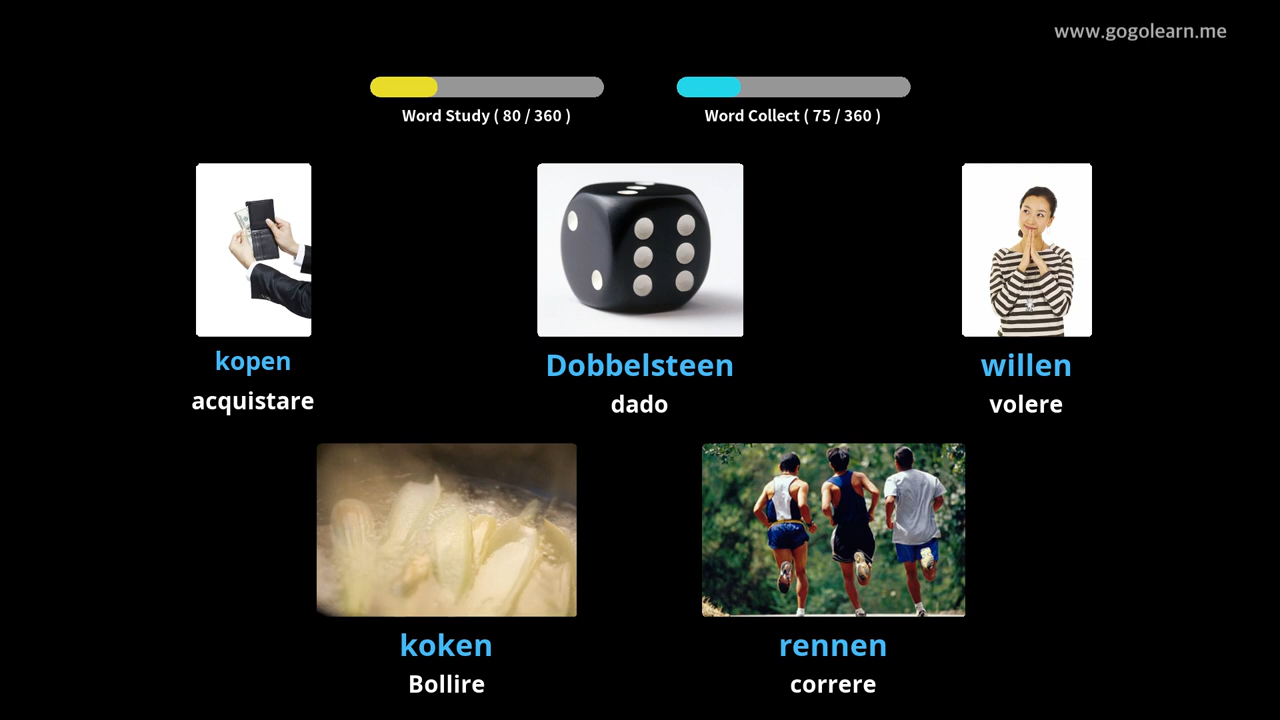 www.gogolearn.me
Word Study ( 80 / 360 )
Word Collect ( 75 / 360 )
kopen
acquistare
Dobbelsteen
dado
willen
volere
koken
Bollire
rennen
correre